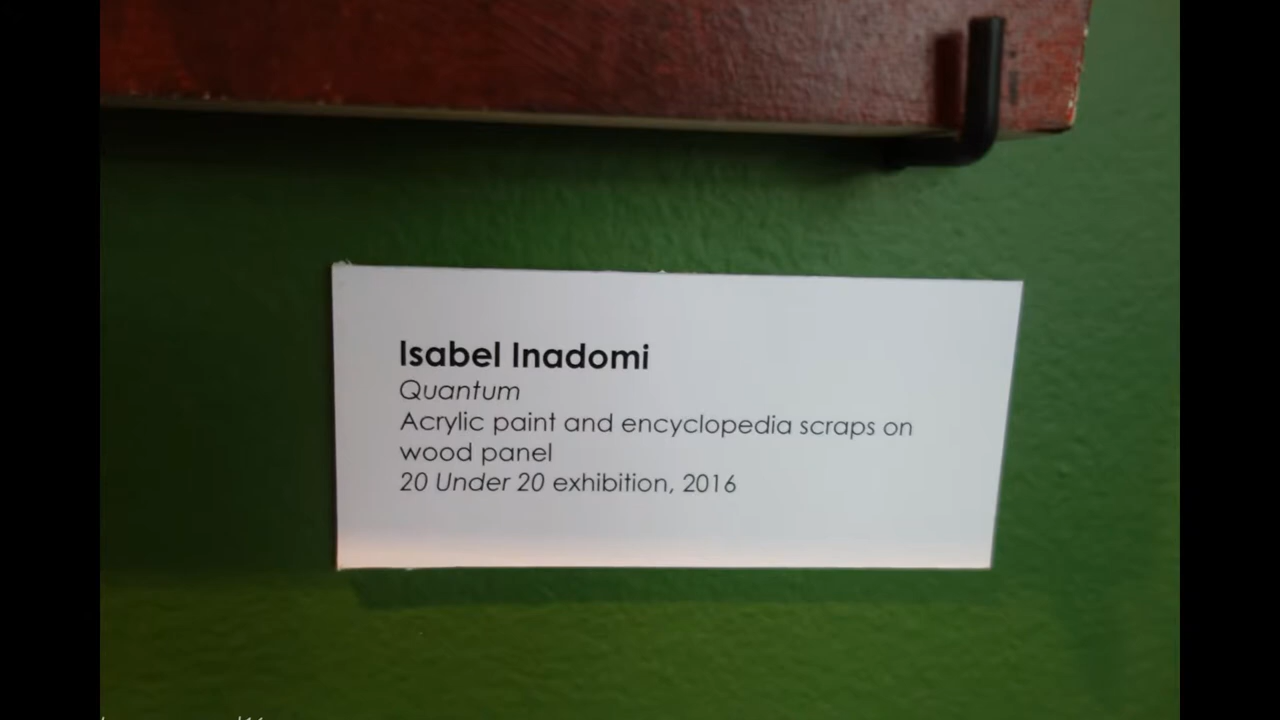 Isabel Inadomi
Quantum
Acrylic paint and encyclopedia scraps on
wood panel
20 Under 20 exhibition, 2016